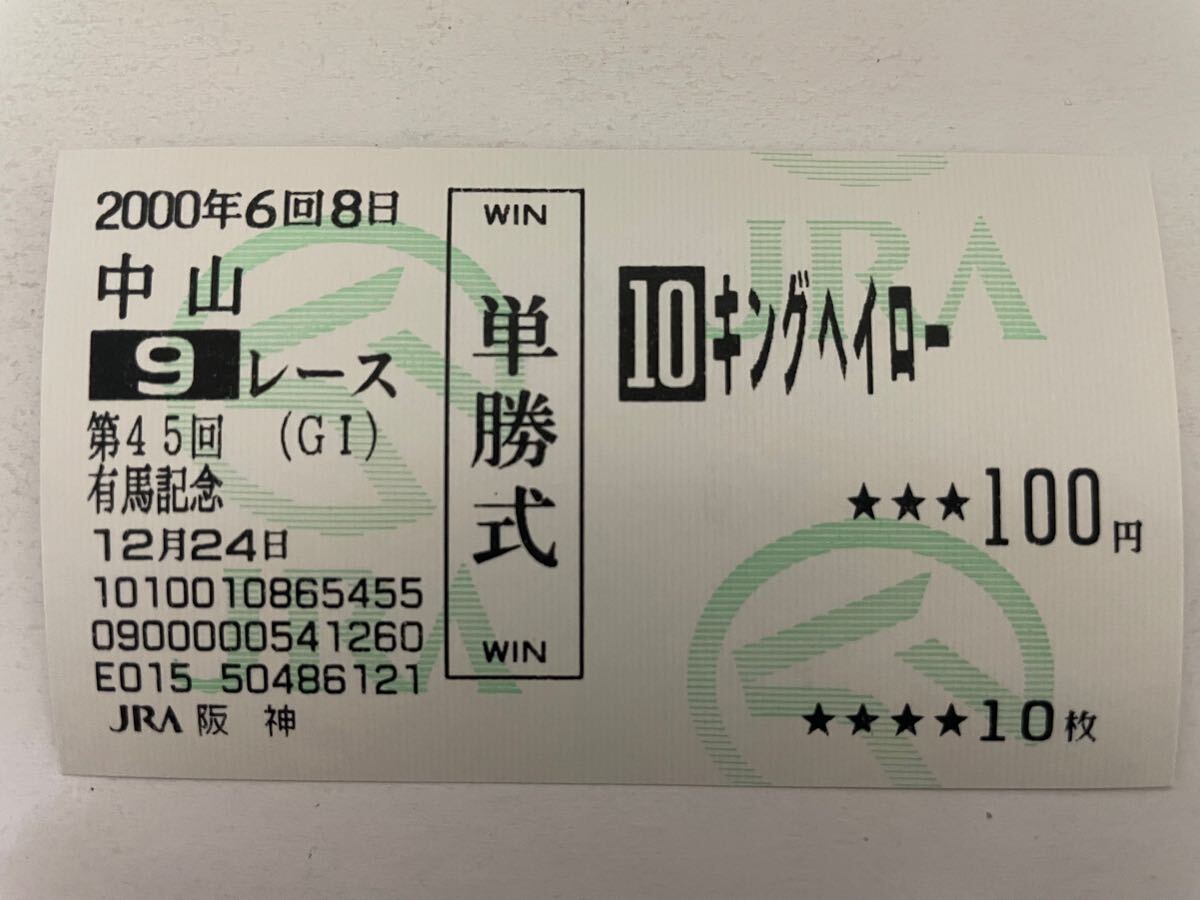 2000年6回8日
中山
9レース
第45回 (GI)
有馬記念
12月24日
1010010865455
0900000541260
E015 50486121
JRA 阪神
WIN
単勝式
WIN
JRA
10キングヘイロー
★★★100円
★★★★10枚
JRA